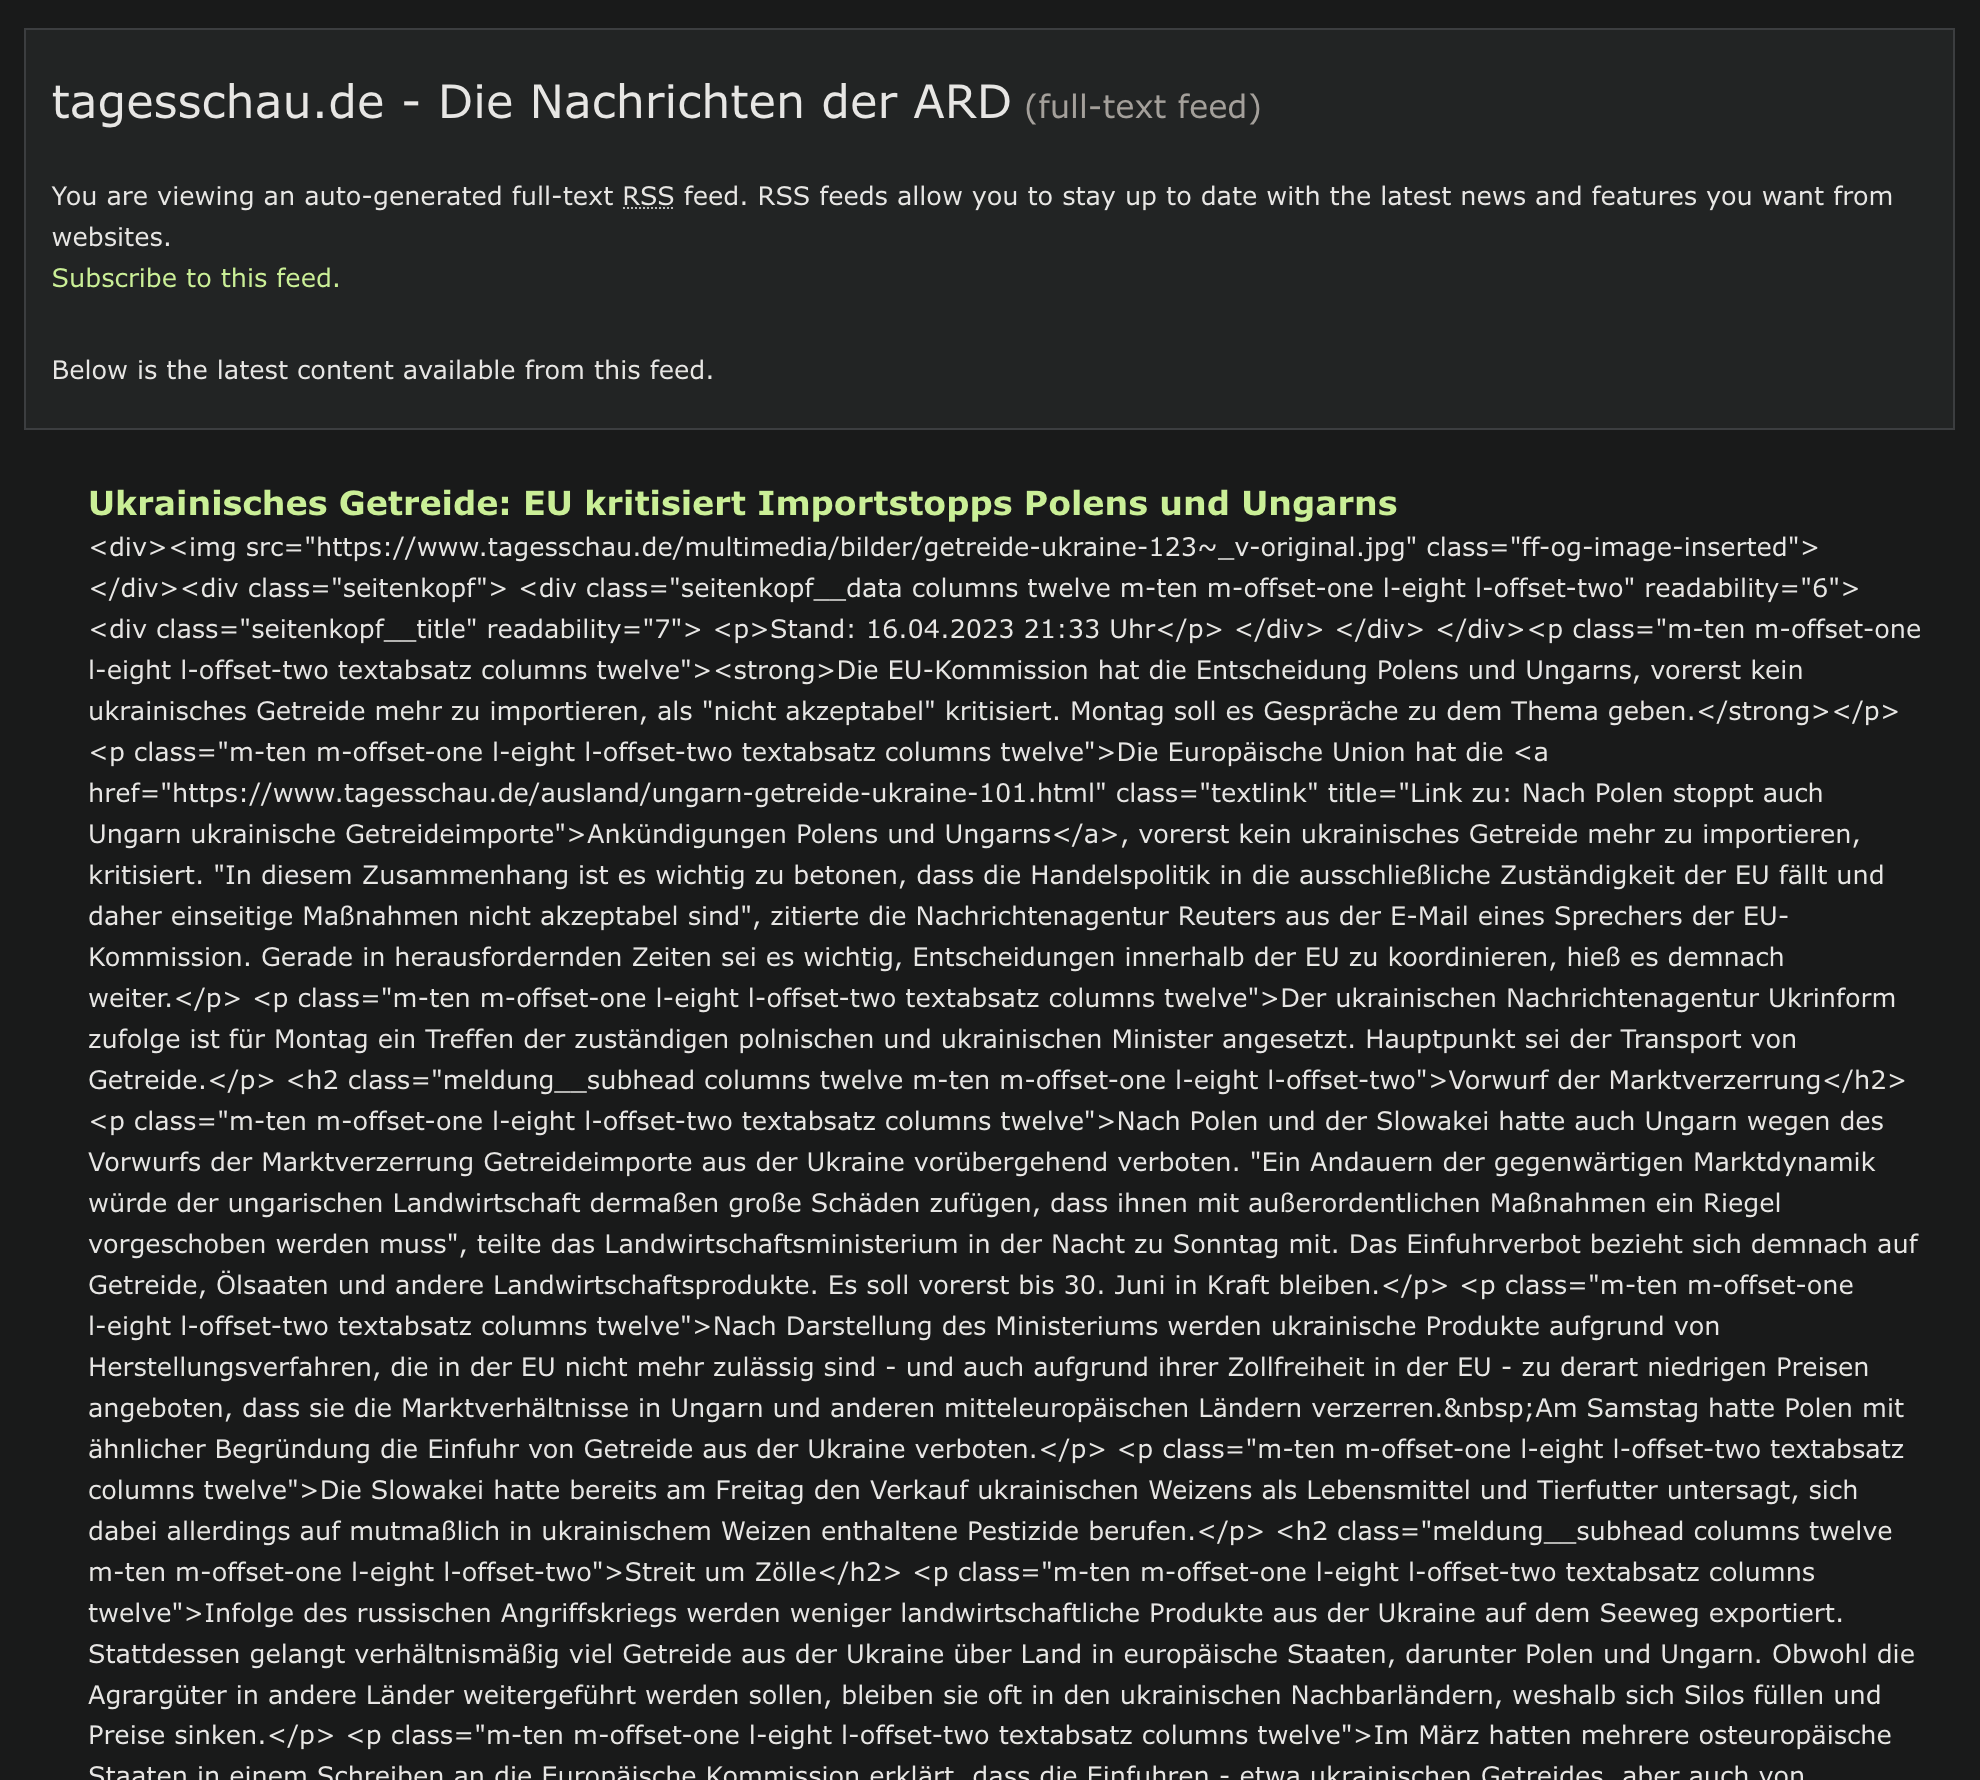 tagesschau.de - Die Nachrichten der ARD (full-text feed)
You are viewing an auto-generated full-text RSS feed. RSS feeds allow you to stay up to date with the latest news and features you want from
websites.
Subscribe to this feed.
Below is the latest content available from this feed.
Ukrainisches Getreide: EU kritisiert Importstopps Polens und Ungarns
<div><img src="https://www.tagesschau.de/multimedia/bilder/getreide-ukraine-123~_v-original.jpg" class="ff-og-image-inserted">
</div><div class="seitenkopf"> <div class="seitenkopf__data columns twelve m-ten m-offset-one l-eight l-offset-two" readability="6">
<div class="seitenkopf__title" readability="7"> <p>Stand: 16.04.2023 21:33 Uhr</p> </div> </div> </div><p class="m-ten m-offset-one
l-eight l-offset-two textabsatz columns twelve"><strong>Die EU-Kommission hat die Entscheidung Polens und Ungarns, vorerst kein
ukrainisches Getreide mehr zu importieren, als "nicht akzeptabel" kritisiert. Montag soll es Gespräche zu dem Thema geben.</strong></p>
<p class="m-ten m-offset-one l-eight l-offset-two textabsatz columns twelve">Die Europäische Union hat die <a
href="https://www.tagesschau.de/ausland/ungarn-getreide-ukraine-101.html" class="textlink" title="Link zu: Nach Polen stoppt auch
Ungarn ukrainische Getreideimporte">Ankündigungen Polens und Ungarns</a>, vorerst kein ukrainisches Getreide mehr zu importieren,
kritisiert. "In diesem Zusammenhang ist es wichtig zu betonen, dass die Handelspolitik in die ausschließliche Zuständigkeit der EU fällt und
daher einseitige Maßnahmen nicht akzeptabel sind", zitierte die Nachrichtenagentur Reuters aus der E-Mail eines Sprechers der EU-
Kommission. Gerade in herausfordernden Zeiten sei es wichtig, Entscheidungen innerhalb der EU zu koordinieren, hieß es demnach
weiter.</p> <p class="m-ten m-offset-one l-eight l-offset-two textabsatz columns twelve">Der ukrainischen Nachrichtenagentur Ukrinform
zufolge ist für Montag ein Treffen der zuständigen polnischen und ukrainischen Minister angesetzt. Hauptpunkt sei der Transport von
Getreide.</p> <h2 class="meldung__subhead columns twelve m-ten m-offset-one l-eight l-offset-two">Vorwurf der Marktverzerrung</h2>
<p class="m-ten m-offset-one l-eight l-offset-two textabsatz columns twelve">Nach Polen und der Slowakei hatte auch Ungarn wegen des
Vorwurfs der Marktverzerrung Getreideimporte aus der Ukraine vorübergehend verboten. "Ein Andauern der gegenwärtigen Marktdynamik
würde der ungarischen Landwirtschaft dermaßen große Schäden zufügen, dass ihnen mit außerordentlichen Maßnahmen ein Riegel
vorgeschoben werden muss", teilte das Landwirtschaftsministerium in der Nacht zu Sonntag mit. Das Einfuhrverbot bezieht sich demnach auf
Getreide, Ölsaaten und andere Landwirtschaftsprodukte. Es soll vorerst bis 30. Juni in Kraft bleiben.</p> <p class="m-ten m-offset-one
l-eight l-offset-two textabsatz columns twelve">Nach Darstellung des Ministeriums werden ukrainische Produkte aufgrund von
Herstellungsverfahren, die in der EU nicht mehr zulässig sind - und auch aufgrund ihrer Zollfreiheit in der EU - zu derart niedrigen Preisen
angeboten, dass sie die Marktverhältnisse in Ungarn und anderen mitteleuropäischen Ländern verzerren.&nbsp;Am Samstag hatte Polen mit
ähnlicher Begründung die Einfuhr von Getreide aus der Ukraine verboten.</p> <p class="m-ten m-offset-one l-eight l-offset-two textabsatz
columns twelve">Die Slowakei hatte bereits am Freitag den Verkauf ukrainischen Weizens als Lebensmittel und Tierfutter untersagt, sich
dabei allerdings auf mutmaßlich in ukrainischem Weizen enthaltene Pestizide berufen.</p> <h2 class="meldung__subhead columns twelve
m-ten m-offset-one l-eight l-offset-two">Streit um Zölle</h2> <p class="m-ten m-offset-one l-eight l-offset-two textabsatz columns
twelve">Infolge des russischen Angriffskriegs werden weniger landwirtschaftliche Produkte aus der Ukraine auf dem Seeweg exportiert.
Stattdessen gelangt verhältnismäßig viel Getreide aus der Ukraine über Land in europäische Staaten, darunter Polen und Ungarn. Obwohl die
Agrargüter in andere Länder weitergeführt werden sollen, bleiben sie oft in den ukrainischen Nachbarländern, weshalb sich Silos füllen und
Preise sinken.</p> <p class="m-ten m-offset-one l-eight l-offset-two textabsatz columns twelve">Im März hatten mehrere osteuropäische
Staaten in einem Schreiben an die Europäische Kommission erklärt, dass die Einfuhren - etwa ukrainischen Getreides, aber auch von